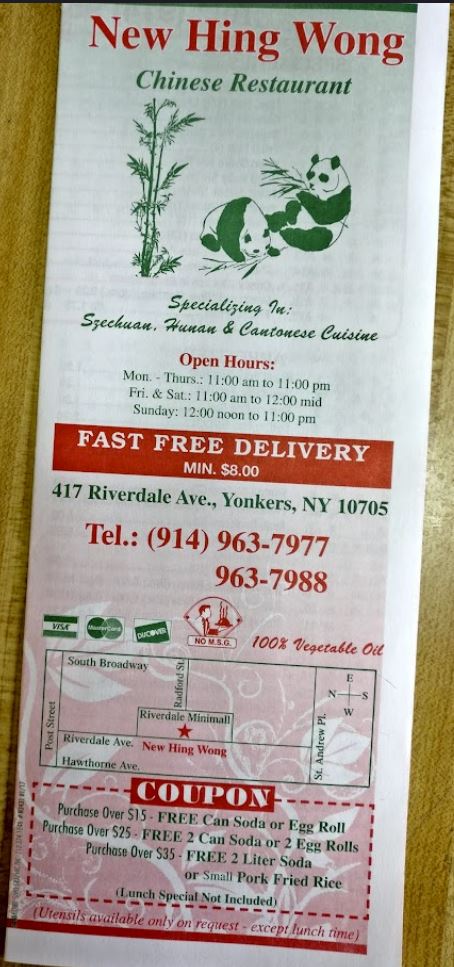 New Hing Wong
Chinese Restaurant
Specializing In:
Szechuan, Hunan & Cantonese Cuisine
Open Hours:
Mon. - Thurs.: 11:00 am to 11:00 pm
Fri. & Sat.: 11:00 am to 12:00 mid
Sunday: 12:00 noon to 11:00 pm
FAST FREE DELIVERY
MIN. $8.00
417 Riverdale Ave., Yonkers, NY 10705
Tel.: (914) 963-7977
963-7988
VISA MasterCard DISCOVER
NO M.S.G.
100% Vegetable Oil
South Broadway
Radford St.
E
N S
W
Post Street
Riverdale Minimall
St. Andrew Pl.
Riverdale Ave. New Hing Wong
Hawthorne Ave.
COUPON
Purchase Over $15 - FREE Can Soda or Egg Roll
Purchase Over $25 - FREE 2 Can Soda or 2 Egg Rolls
Purchase Over $35 - FREE 2 Liter Soda
or Small Pork Fried Rice
(Lunch Special Not Included)
(Utensils available only on request - except lunch time)